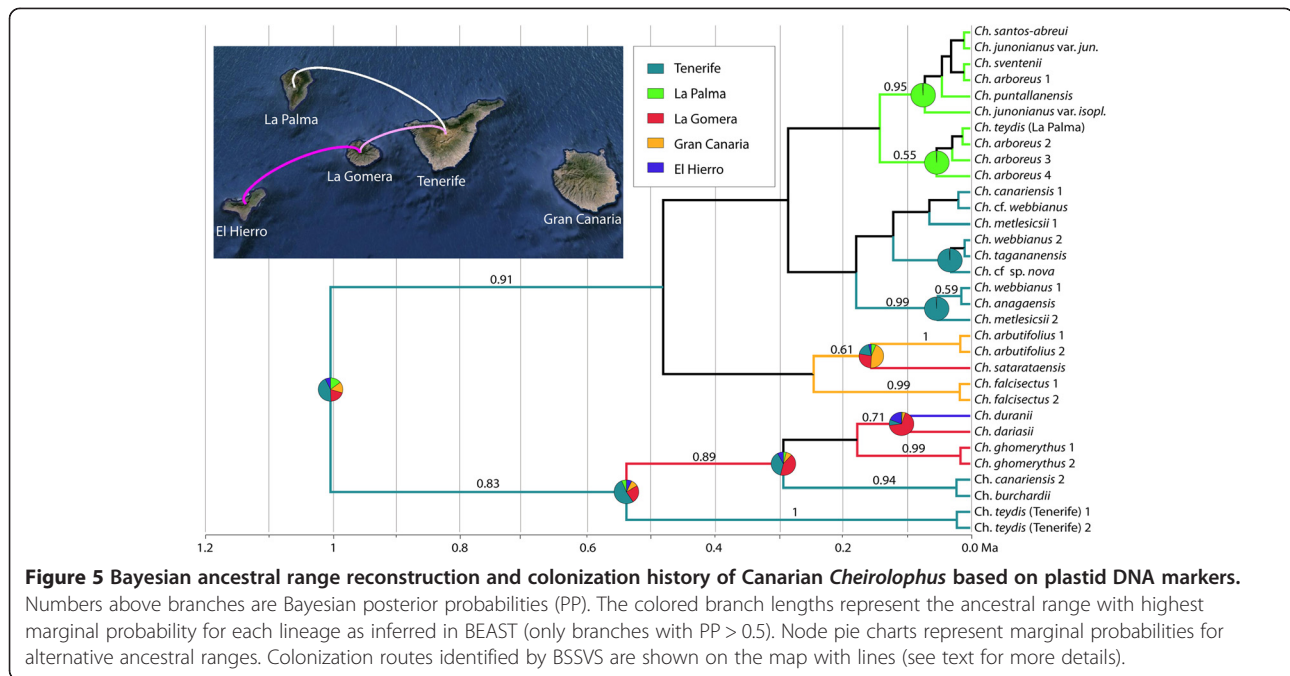 La Palma
La Gomera
Tenerife
El Hierro
Gran Canaria
Tenerife
La Palma
La Gomera
Gran Canaria
El Hierro
0.95
0.55
0.99
0.59
0.91
0.61
1
0.99
0.71
0.99
0.89
0.94
0.83
1
Ch. santos-abreui
Ch. junonianus var. jun.
Ch. sventenii
Ch. arboreus 1
Ch. puntallanensis
Ch. junonianus var. isopl.
Ch. teydis (La Palma)
Ch. arboreus 2
Ch. arboreus 3
Ch. arboreus 4
Ch. canariensis 1
Ch. cf. webbianus
Ch. metlesicsii 1
Ch. webbianus 2
Ch. tagananensis
Ch. cf sp. nova
Ch. webbianus 1
Ch. anagaensis
Ch. metlesicsii 2
Ch. arbutifolius 1
Ch. arbutifolius 2
Ch. satarataensis
Ch. falcisectus 1
Ch. falcisectus 2
Ch. duranii
Ch. dariasii
Ch. ghomerythus 1
Ch. ghomerythus 2
Ch. canariensis 2
Ch. burchardii
Ch. teydis (Tenerife) 1
Ch. teydis (Tenerife) 2
1.2 1 0.8 0.6 0.4 0.2 0.0 Ma
Figure 5 Bayesian ancestral range reconstruction and colonization history of Canarian Cheirolophus based on plastid DNA markers.
Numbers above branches are Bayesian posterior probabilities (PP). The colored branch lengths represent the ancestral range with highest
marginal probability for each lineage as inferred in BEAST (only branches with PP > 0.5). Node pie charts represent marginal probabilities for
alternative ancestral ranges. Colonization routes identified by BSSVS are shown on the map with lines (see text for more details).